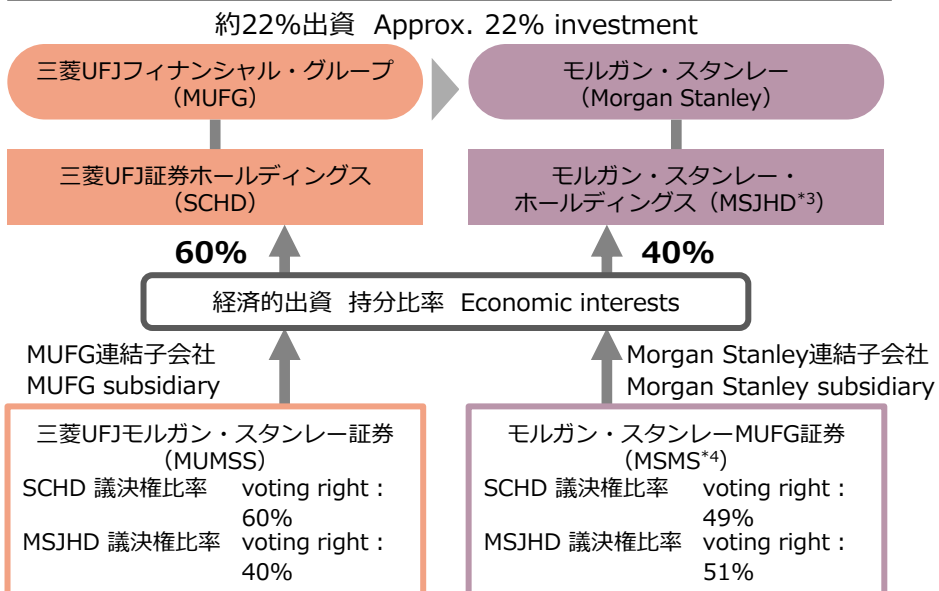 約22%出資 Approx. 22% investment
三菱UFJフィナンシャル・グループ
（MUFG）
モルガン・スタンレー
（Morgan Stanley）
三菱UFJ証券ホールディングス
（SCHD）
モルガン・スタンレー・
ホールディングス（MSJHD*3）
60%
40%
経済的出資 持分比率 Economic interests
MUFG連結子会社
MUFG subsidiary
Morgan Stanley連結子会社
Morgan Stanley subsidiary
三菱UFJモルガン・スタンレー証券
（MUMSS）
SCHD 議決権比率 voting right :
60%
MSJHD 議決権比率 voting right :
40%
モルガン・スタンレーMUFG証券
（MSMS*4）
SCHD 議決権比率 voting right :
49%
MSJHD 議決権比率 voting right :
51%